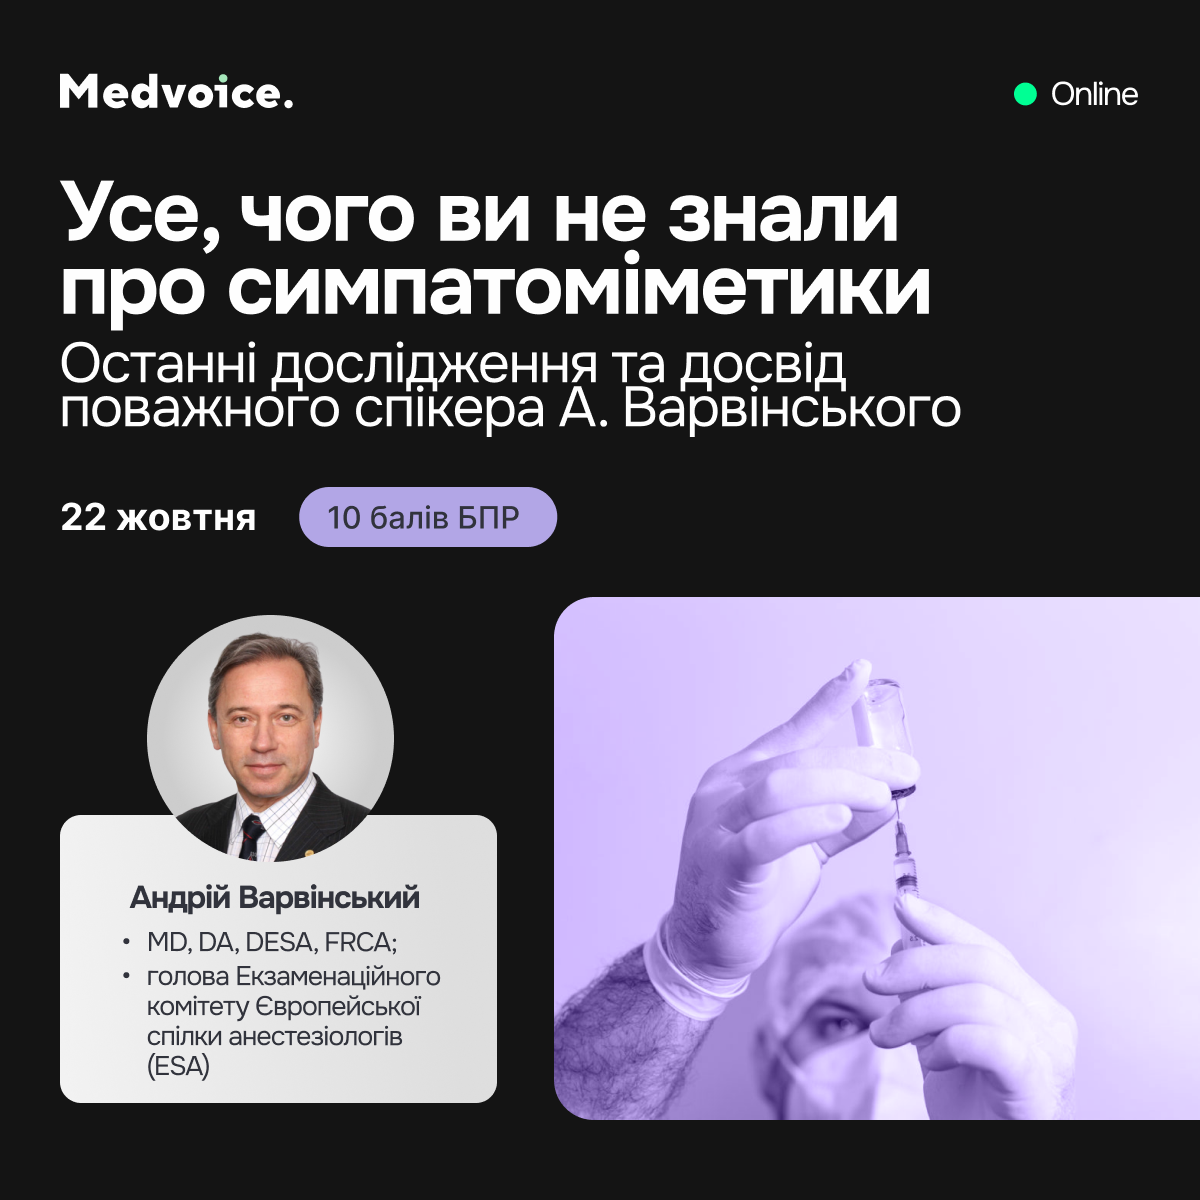 Medvoice.
Online
Усе, чого ви не знали
про симпатоміметики
Останні дослідження та досвід
поважного спікера А. Варвінського
22 жовтня
10 балів БПР
Андрій Варвінський
• MD, DA, DESA, FRCA;
• голова Екзаменаційного
комітету Європейської
спілки анестезіологів
(ESA)